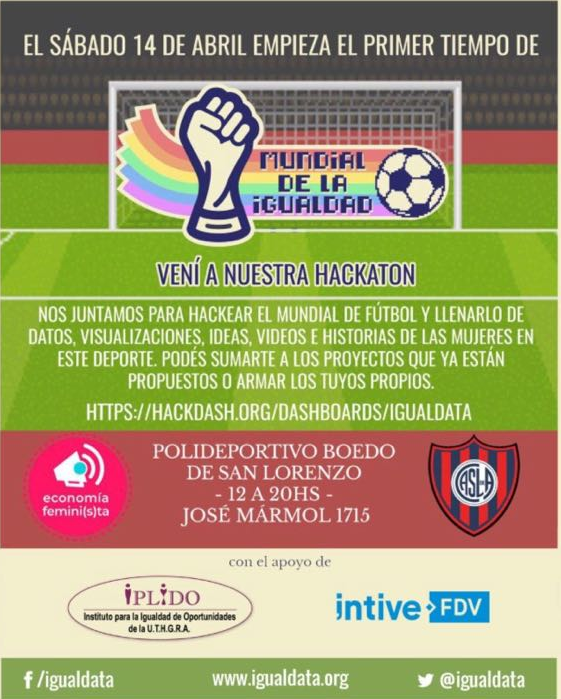 EL SÁBADO 14 DE ABRIL EMPIEZA EL PRIMER TIEMPO DE
MUNDIAL
DE LA
IGUALDAD
VENÍ A NUESTRA HACKATON
NOS JUNTAMOS PARA HACKEAR EL MUNDIAL DE FÚTBOL Y LLENARLO DE
DATOS, VISUALIZACIONES, IDEAS, VIDEOS E HISTORIAS DE LAS MUJERES EN
ESTE DEPORTE. PODÉS SUMARTE A LOS PROYECTOS QUE YA ESTÁN
PROPUESTOS O ARMAR LOS TUYOS PROPIOS.
HTTPS://HACKDASH.ORG/DASHBOARDS/IGUALDATA
economía
femini(s)ta
POLIDEPORTIVO BOEDO
DE SAN LORENZO
- 12 A 20HS -
JOSÉ MÁRMOL 1715
CASLA
con el apoyo de
iPLiDO
Instituto para la Igualdad de Oportunidades
de la U.T.H.G.R.A.
intive FDV
f /igualdata
www.igualdata.org
@igualdata